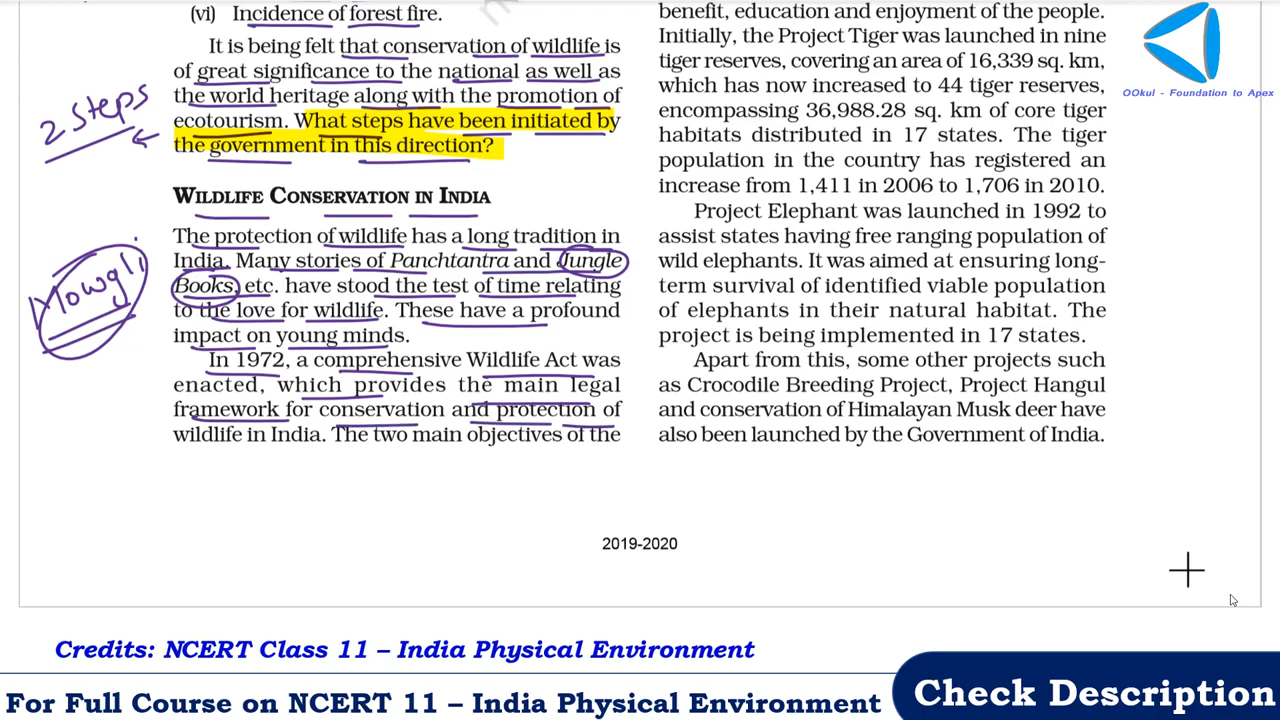 (vi) Incidence of forest fire.
It is being felt that conservation of wildlife is
of great significance to the national as well as
the world heritage along with the promotion of
ecotourism. What steps have been initiated by
the government in this direction?
2 Steps
WILDLIFE CONSERVATION IN INDIA
The protection of wildlife has a long tradition in
India. Many stories of Panchtantra and Jungle
Books, etc. have stood the test of time relating
to the love for wildlife. These have a profound
impact on young minds.
Mowgli
In 1972, a comprehensive Wildlife Act was
enacted, which provides the main legal
framework for conservation and protection of
wildlife in India. The two main objectives of the
benefit, education and enjoyment of the people.
Initially, the Project Tiger was launched in nine
tiger reserves, covering an area of 16,339 sq. km,
which has now increased to 44 tiger reserves,
encompassing 36,988.28 sq. km of core tiger
habitats distributed in 17 states. The tiger
population in the country has registered an
increase from 1,411 in 2006 to 1,706 in 2010.
Project Elephant was launched in 1992 to
assist states having free ranging population of
wild elephants. It was aimed at ensuring long-
term survival of identified viable population
of elephants in their natural habitat. The
project is being implemented in 17 states.
Apart from this, some other projects such
as Crocodile Breeding Project, Project Hangul
and conservation of Himalayan Musk deer have
also been launched by the Government of India.
OOkul - Foundation to Apex
2019-2020
Credits: NCERT Class 11 – India Physical Environment
For Full Course on NCERT 11 – India Physical Environment
Check Description